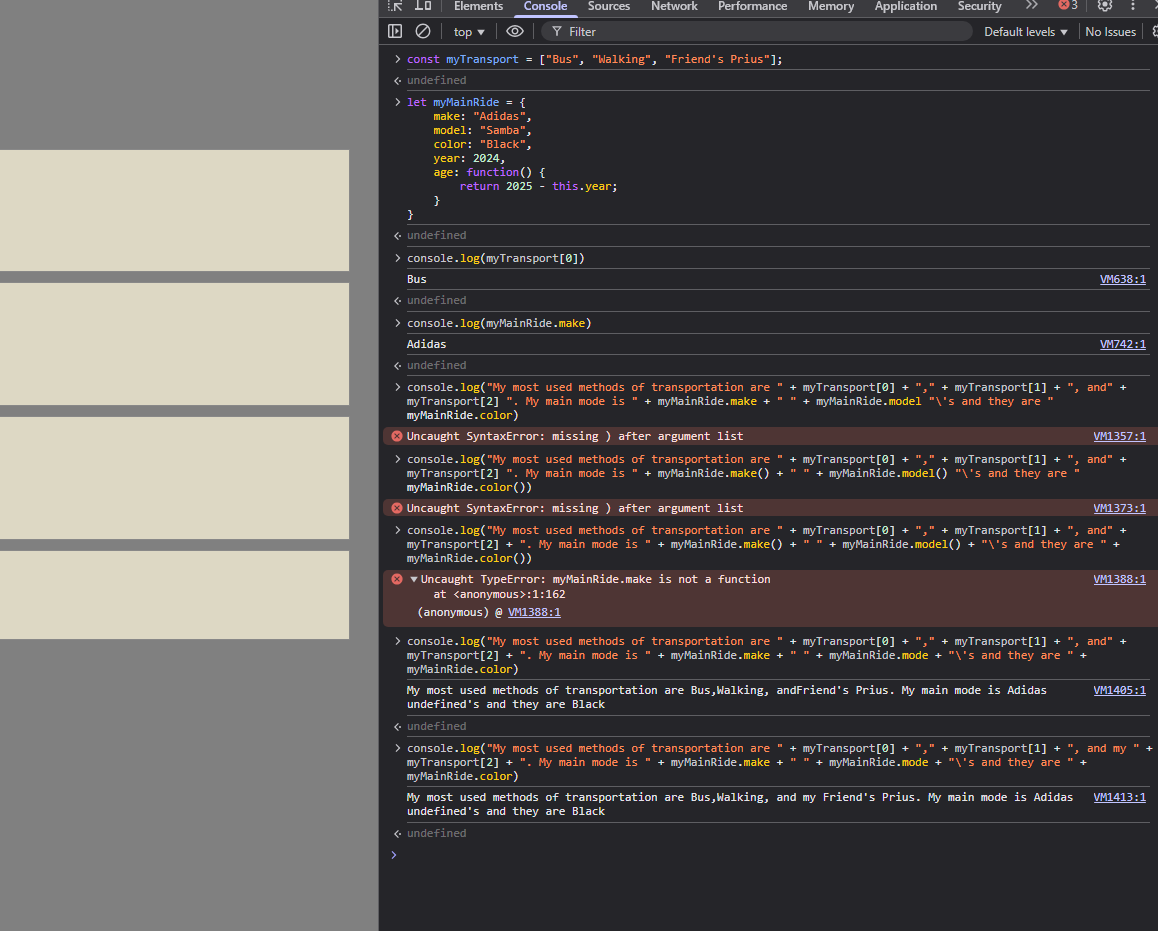 Elements Console Sources Network Performance Memory Application Security 3
top Filter Default levels No Issues
const myTransport = ["Bus", "Walking", "Friend's Prius"];
undefined
let myMainRide = {
make: "Adidas",
model: "Samba",
color: "Black",
year: 2024,
age: function() {
return 2025 - this.year;
}
}
undefined
console.log(myTransport[0])
Bus VM638:1
undefined
console.log(myMainRide.make)
Adidas VM742:1
undefined
console.log("My most used methods of transportation are " + myTransport[0] + "," + myTransport[1] + ", and" +
myTransport[2] ". My main mode is " + myMainRide.make + " " + myMainRide.model "\'s and they are "
myMainRide.color)
Uncaught SyntaxError: missing ) after argument list VM1357:1
console.log("My most used methods of transportation are " + myTransport[0] + "," + myTransport[1] + ", and" +
myTransport[2] ". My main mode is " + myMainRide.make() + " " + myMainRide.model() "\'s and they are "
myMainRide.color())
Uncaught SyntaxError: missing ) after argument list VM1373:1
console.log("My most used methods of transportation are " + myTransport[0] + "," + myTransport[1] + ", and" +
myTransport[2] + ". My main mode is " + myMainRide.make() + " " + myMainRide.model() + "\'s and they are " +
myMainRide.color())
Uncaught TypeError: myMainRide.make is not a function VM1388:1
at <anonymous>:1:162
(anonymous) @ VM1388:1
console.log("My most used methods of transportation are " + myTransport[0] + "," + myTransport[1] + ", and" +
myTransport[2] + ". My main mode is " + myMainRide.make + " " + myMainRide.mode + "\'s and they are " +
myMainRide.color)
My most used methods of transportation are Bus,Walking, andFriend's Prius. My main mode is Adidas VM1405:1
undefined's and they are Black
undefined
console.log("My most used methods of transportation are " + myTransport[0] + "," + myTransport[1] + ", and my " +
myTransport[2] + ". My main mode is " + myMainRide.make + " " + myMainRide.mode + "\'s and they are " +
myMainRide.color)
My most used methods of transportation are Bus,Walking, and my Friend's Prius. My main mode is Adidas VM1413:1
undefined's and they are Black
undefined